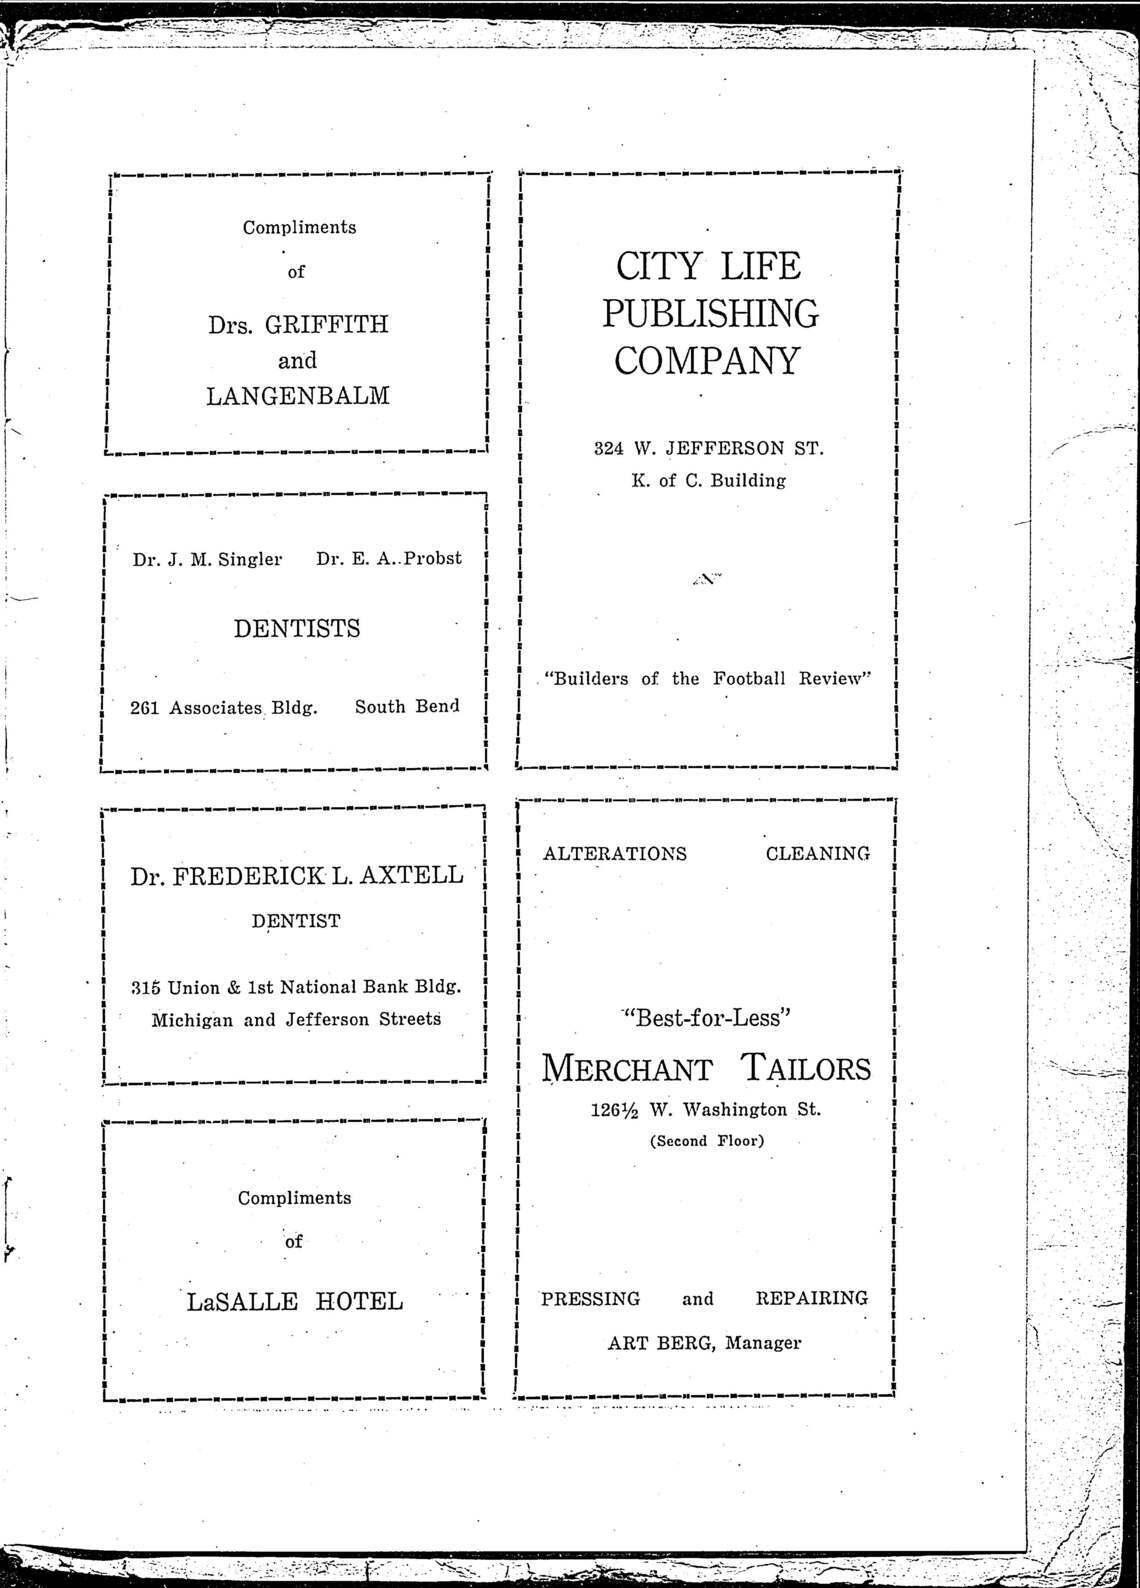 Compliments
of
Drs. GRIFFITH
and
LANGENBALM
Dr. J. M. Singler Dr. E. A. Probst
DENTISTS
261 Associates Bldg. South Bend
Dr. FREDERICK L. AXTELL
DENTIST
315 Union & 1st National Bank Bldg.
Michigan and Jefferson Streets
Compliments
of
LaSALLE HOTEL
CITY LIFE
PUBLISHING
COMPANY
324 W. JEFFERSON ST.
K. of C. Building
"Builders of the Football Review"
ALTERATIONS CLEANING
"Best-for-Less"
MERCHANT TAILORS
126½ W. Washington St.
(Second Floor)
PRESSING and REPAIRING
ART BERG, Manager